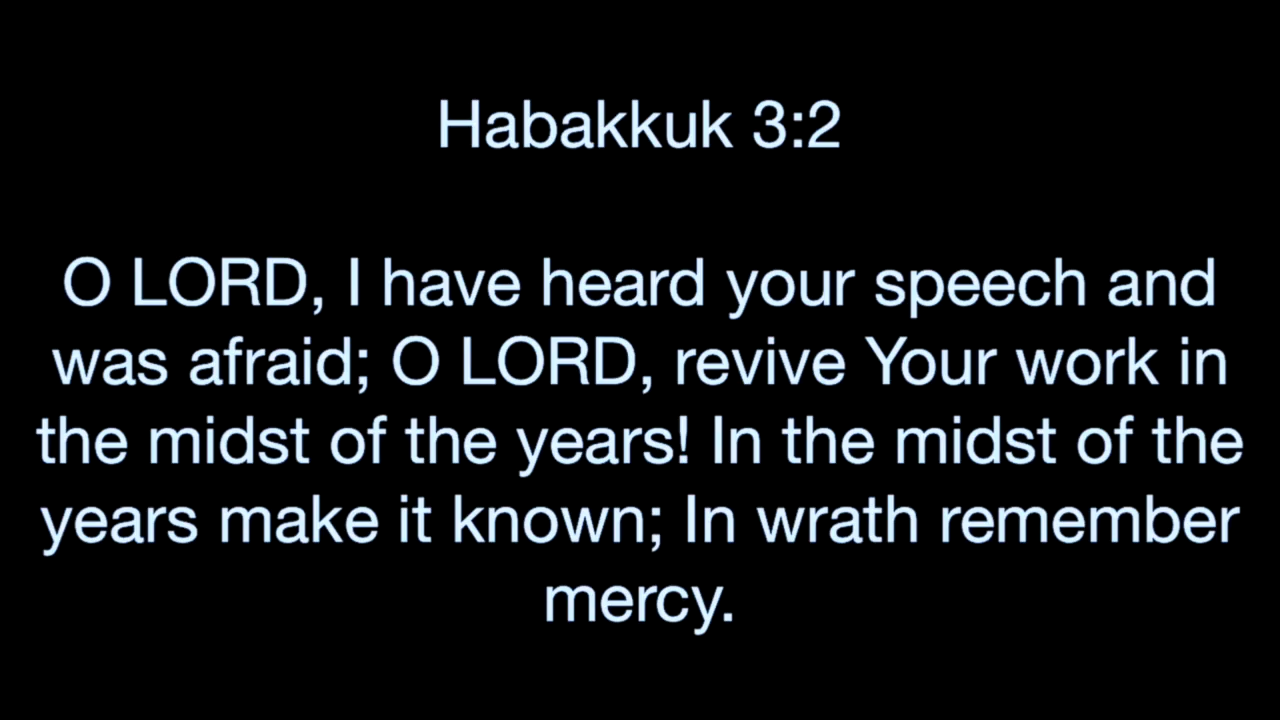 Habakkuk 3:2
O LORD, I have heard your speech and
was afraid; O LORD, revive Your work in
the midst of the years! In the midst of the
years make it known; In wrath remember
mercy.